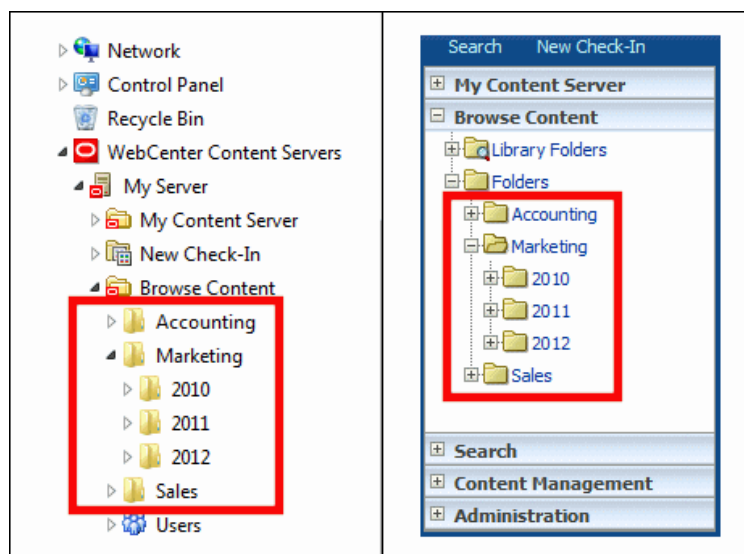 Network
Control Panel
Recycle Bin
WebCenter Content Servers
My Server
My Content Server
New Check-In
Browse Content
Accounting
Marketing
2010
2011
2012
Sales
Users
Search New Check-In
My Content Server
Browse Content
Library Folders
Folders
Accounting
Marketing
2010
2011
2012
Sales
Search
Content Management
Administration